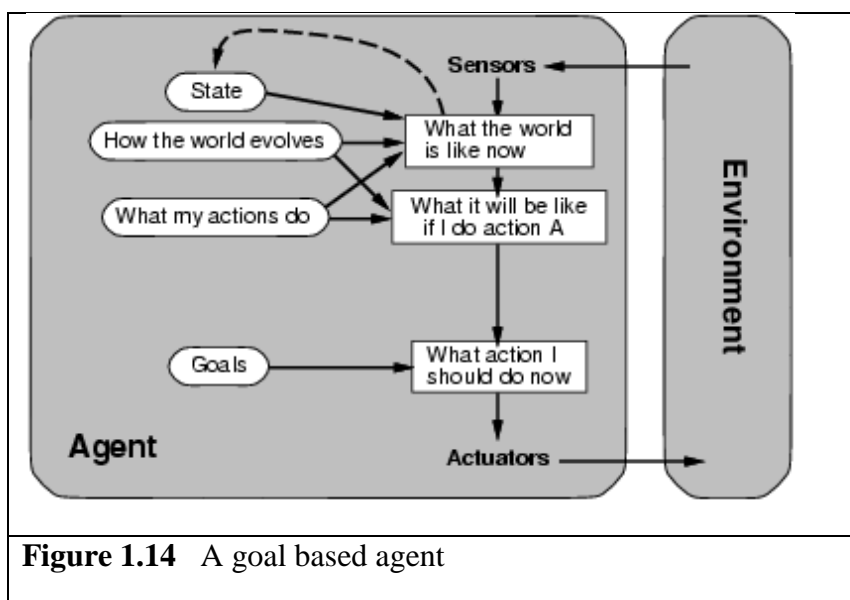 Sensors
State
What the world
is like now
How the world evolves
What my actions do
What it will be like
if I do action A
Environment
Goals
What action I
should do now
Agent
Actuators
Figure 1.14 A goal based agent